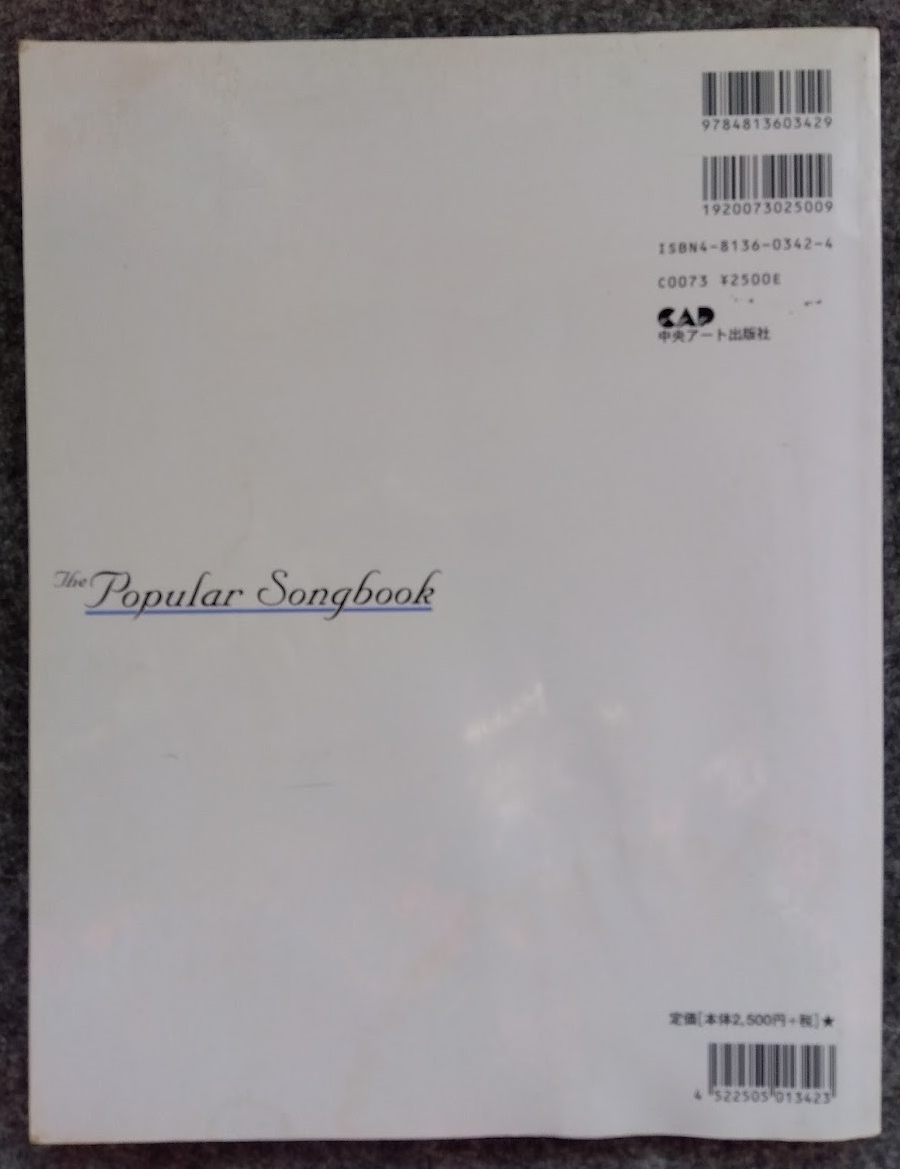 9784813603429
1920073025009
ISBN4-8136-0342-4
C0073 ¥2500E
CAP
中央アート出版社
The Popular Songbook
定価[本体2,500円+税]★
4 522505 013423